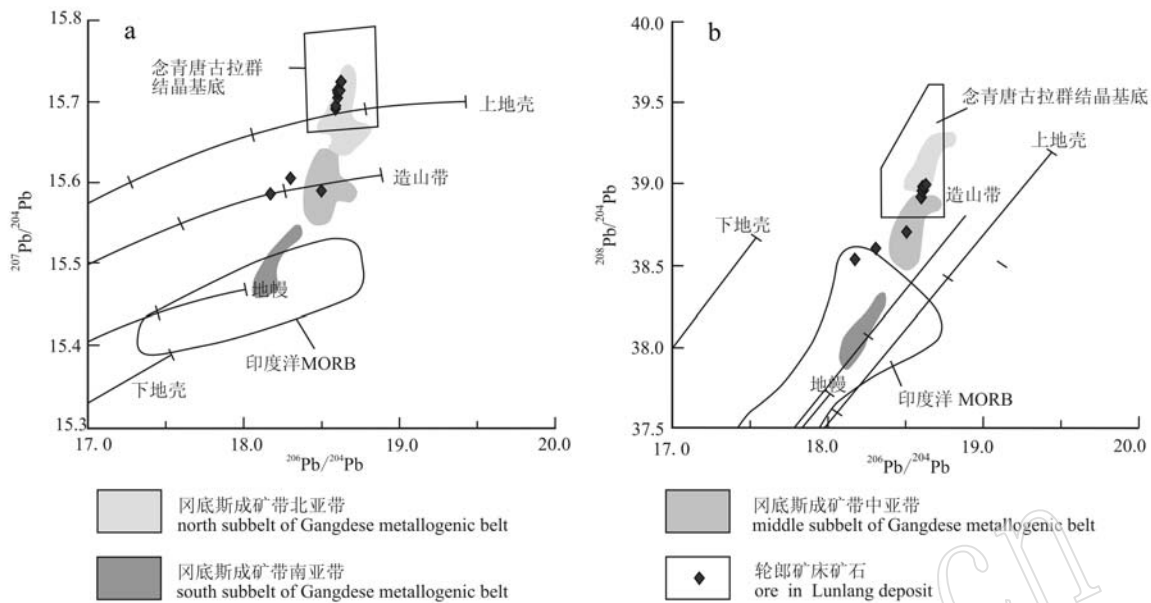 a
15.8
15.7
15.6
15.5
15.4
15.3
²⁰⁷Pb/²⁰⁴Pb
念青唐古拉群
结晶基底
上地壳
造山带
地幔
印度洋MORB
下地壳
17.0
18.0
19.0
20.0
²⁰⁶Pb/²⁰⁴Pb
b
40.0
39.5
39.0
38.5
38.0
37.5
²⁰⁸Pb/²⁰⁴Pb
念青唐古拉群结晶基底
上地壳
造山带
下地壳
地幔
印度洋 MORB
17. 0
18.0
19.0
20.0
²⁰⁶Pb/²⁰⁴Pb
冈底斯成矿带北亚带
north subbelt of Gangdese metallogenic belt
冈底斯成矿带中亚带
middle subbelt of Gangdese metallogenic belt
冈底斯成矿带南亚带
south subbelt of Gangdese metallogenic belt
轮郎矿床矿石
ore in Lunlang deposit